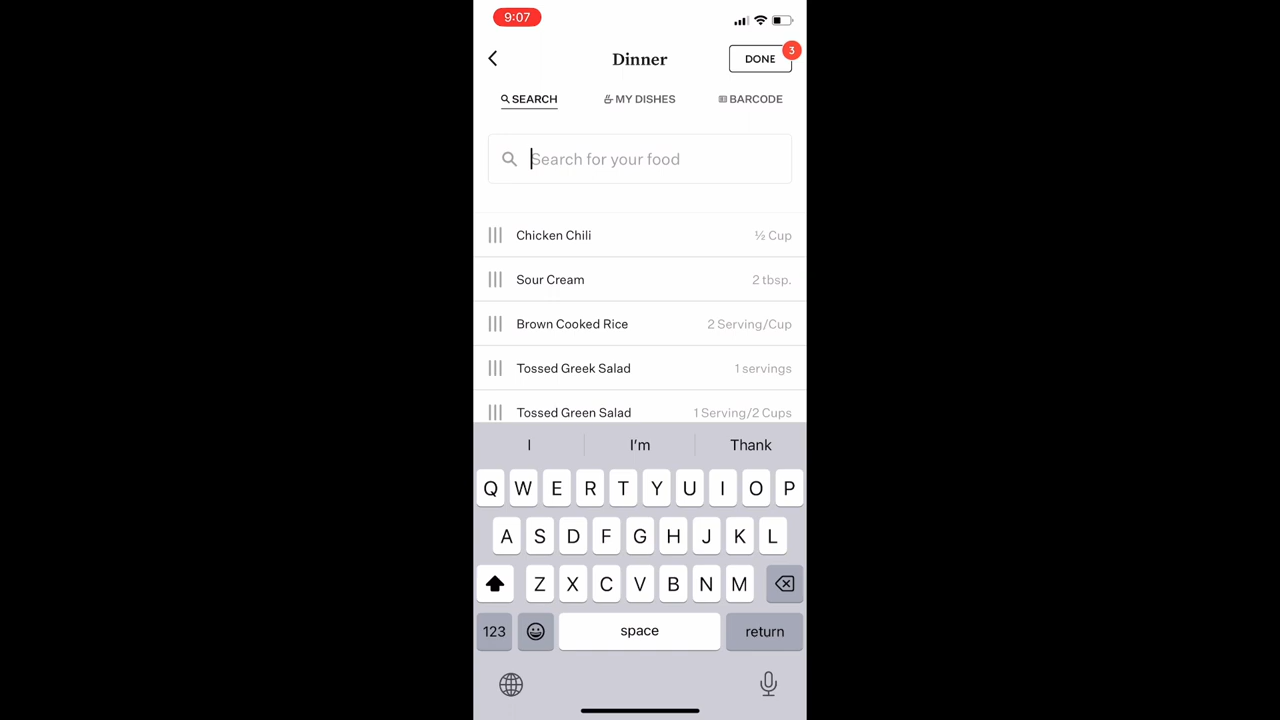 9:07
Dinner
DONE
3
SEARCH
MY DISHES
BARCODE
Search for your food
Chicken Chili
½ Cup
Sour Cream
2 tbsp.
Brown Cooked Rice
2 Serving/Cup
Tossed Greek Salad
1 servings
Tossed Green Salad
1 Serving/2 Cups
I
I'm
Thank
Q W E R T Y U I O P
A S D F G H J K L
Z X C V B N M
123
space
return